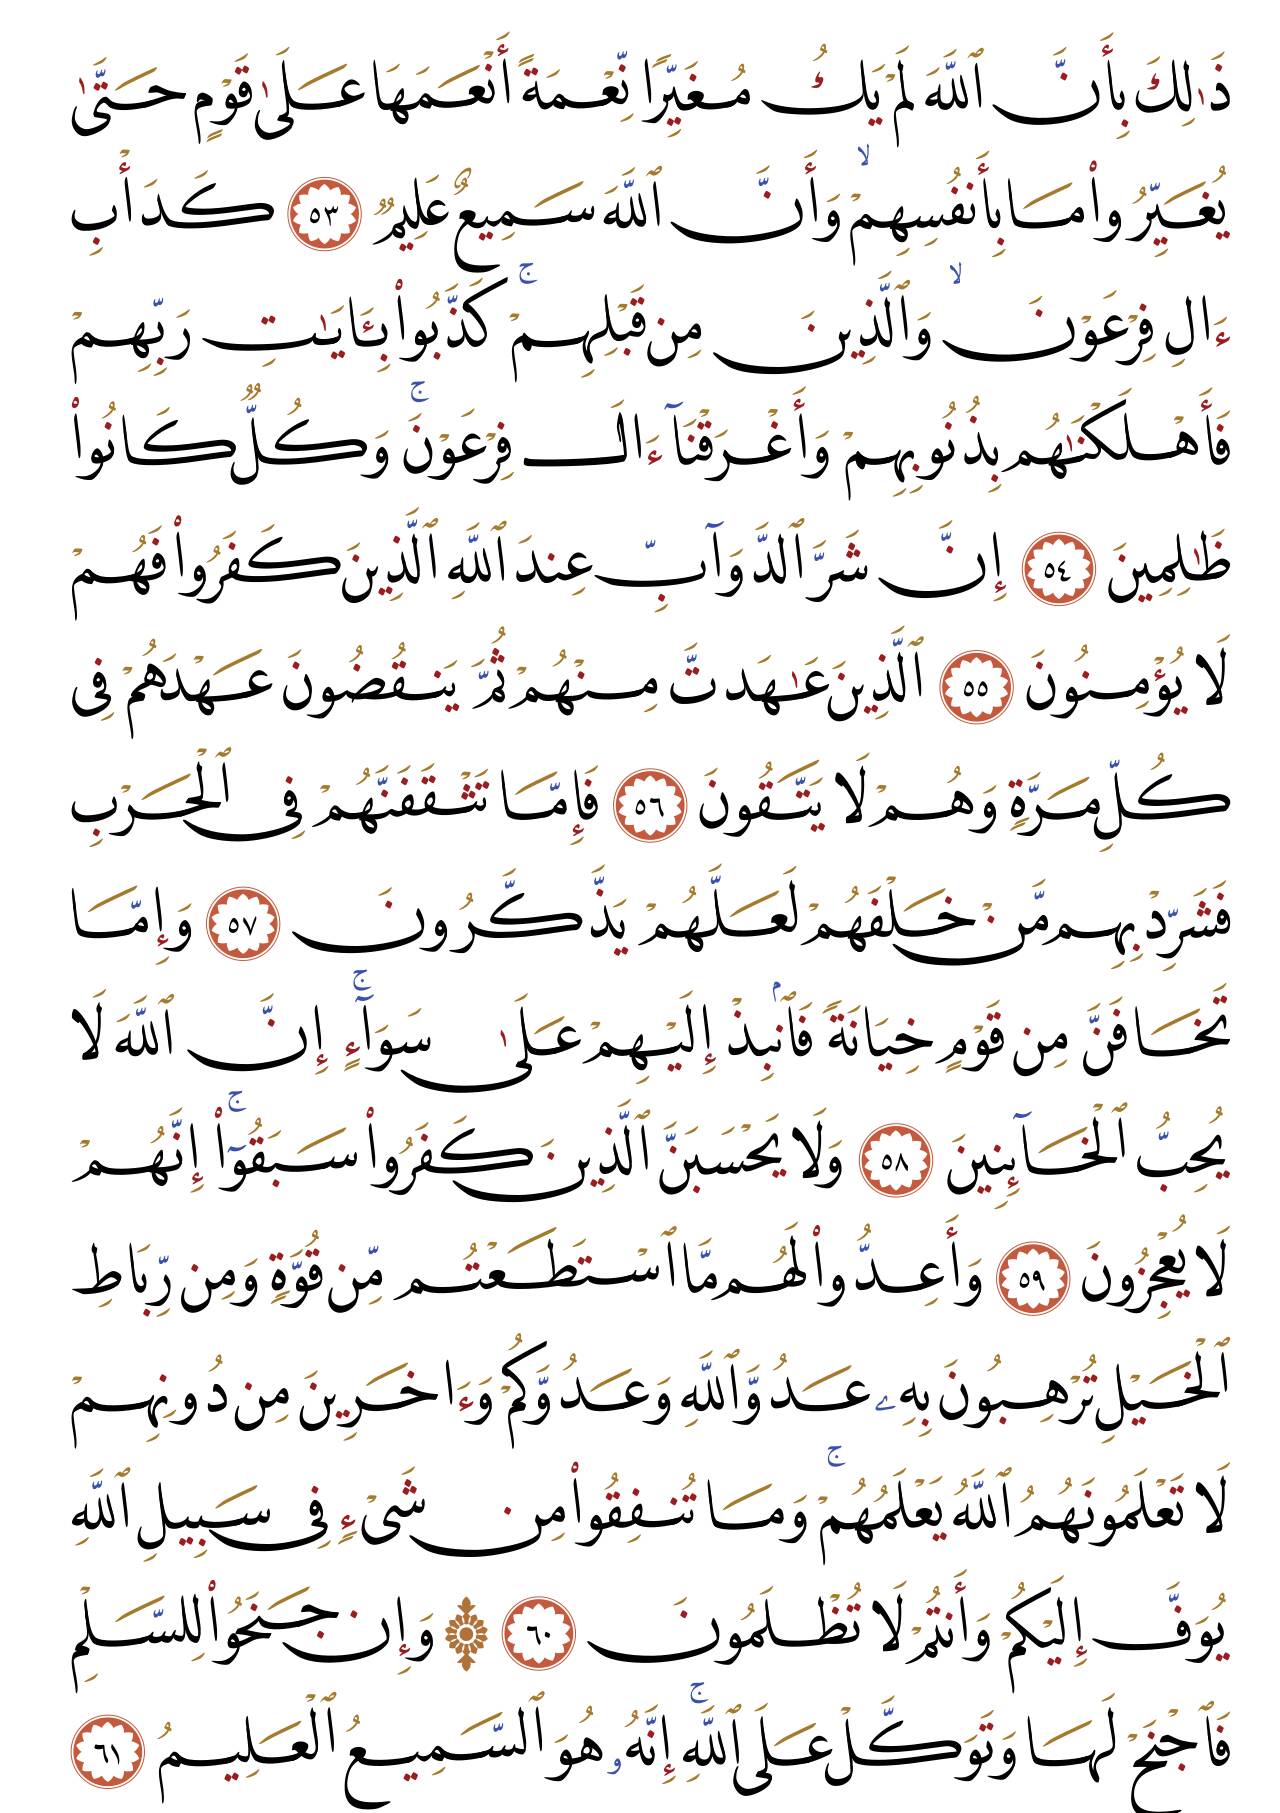 ذَٰلِكَ بِأَنَّ ٱللَّهَ لَمْ يَكُ مُغَيِّرًا نِّعْمَةً أَنْعَمَهَا عَلَىٰ قَوْمٍ حَتَّىٰ
يُغَيِّرُوا۟ مَا بِأَنفُسِهِمْ ۙ وَأَنَّ ٱللَّهَ سَمِيعٌ عَلِيمٌ ٥٣ كَدَأْبِ
ءَالِ فِرْعَوْنَ ۙ وَٱلَّذِينَ مِن قَبْلِهِمْ ۚ كَذَّبُوا۟ بِـَٔايَـٰتِ رَبِّهِمْ
فَأَهْلَكْنَـٰهُم بِذُنُوبِهِمْ وَأَغْرَقْنَآ ءَالَ فِرْعَوْنَ ۚ وَكُلٌّ كَانُوا۟
ظَـٰلِمِينَ ٥٤ إِنَّ شَرَّ ٱلدَّوَآبِّ عِندَ ٱللَّهِ ٱلَّذِينَ كَفَرُوا۟ فَهُمْ
لَا يُؤْمِنُونَ ٥٥ ٱلَّذِينَ عَـٰهَدتَّ مِنْهُمْ ثُمَّ يَنقُضُونَ عَهْدَهُمْ فِى
كُلِّ مَرَّةٍ وَهُمْ لَا يَتَّقُونَ ٥٦ فَإِمَّا تَثْقَفَنَّهُمْ فِى ٱلْحَرْبِ
فَشَرِّدْ بِهِم مَّنْ خَلْفَهُمْ لَعَلَّهُمْ يَذَّكَّرُونَ ٥٧ وَإِمَّا
تَخَافَنَّ مِن قَوْمٍ خِيَانَةً فَٱنۢبِذْ إِلَيْهِمْ عَلَىٰ سَوَآءٍ ۚ إِنَّ ٱللَّهَ لَا
يُحِبُّ ٱلْخَآئِنِينَ ٥٨ وَلَا يَحْسَبَنَّ ٱلَّذِينَ كَفَرُوا۟ سَبَقُوٓا۟ ۚ إِنَّهُمْ
لَا يُعْجِزُونَ ٥٩ وَأَعِدُّوا۟ لَهُم مَّا ٱسْتَطَعْتُم مِّن قُوَّةٍ وَمِن رِّبَاطِ
ٱلْخَيْلِ تُرْهِبُونَ بِهِۦ عَدُوَّ ٱللَّهِ وَعَدُوَّكُمْ وَءَاخَرِينَ مِن دُونِهِمْ
لَا تَعْلَمُونَهُمُ ٱللَّهُ يَعْلَمُهُمْ ۚ وَمَا تُنفِقُوا۟ مِن شَىْءٍ فِى سَبِيلِ ٱللَّهِ
يُوَفَّ إِلَيْكُمْ وَأَنتُمْ لَا تُظْلَمُونَ ٦٠ ۞ وَإِن جَنَحُوا۟ لِلسَّلْمِ
فَٱجْنَحْ لَهَا وَتَوَكَّلْ عَلَى ٱللَّهِ ۚ إِنَّهُۥ هُوَ ٱلسَّمِيعُ ٱلْعَلِيمُ ٦١